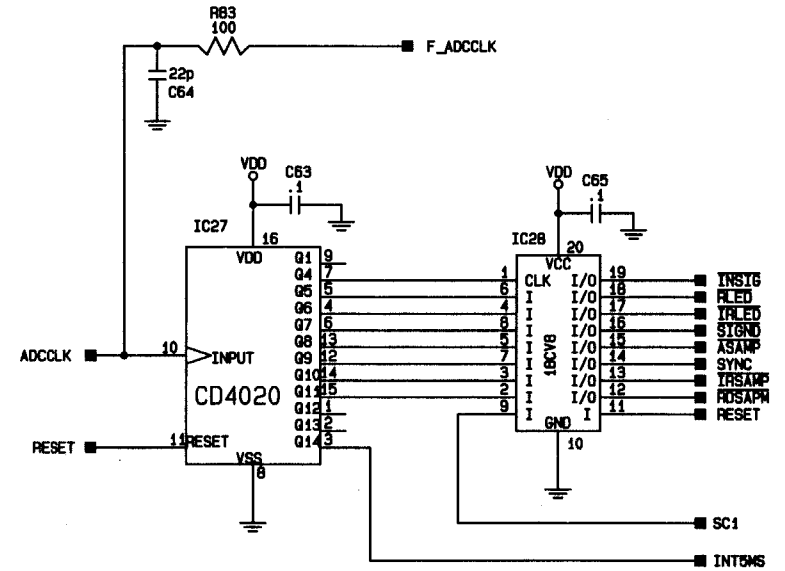 R83
100
F_ADCCLK
22p
C64
VDD
C63
.1
VDD
C65
.1
IC27
16
IC28
20
VDD
Q1 9
VCC
Q4 7
1 CLK I/O 19 INSIG
Q5 5
6 I I/O 18 RLED
Q6 4
4 I I/O 17 IRLED
Q7 6
8 I I/O 16 SIGND
Q8 13
5 I I/O 15 ASAMP
ADCCLK
10 INPUT
Q9 12
7 I I/O 14 SYNC
Q10 14
3 I I/O 13 IRSAMP
CD4020
Q11 15
2 I I/O 12 RDSAPM
18CV8
Q12 1
9 I I 11 RESET
Q13 2
GND
RESET
11 RESET
Q14 3
10
VSS
8
SC1
INT5MS